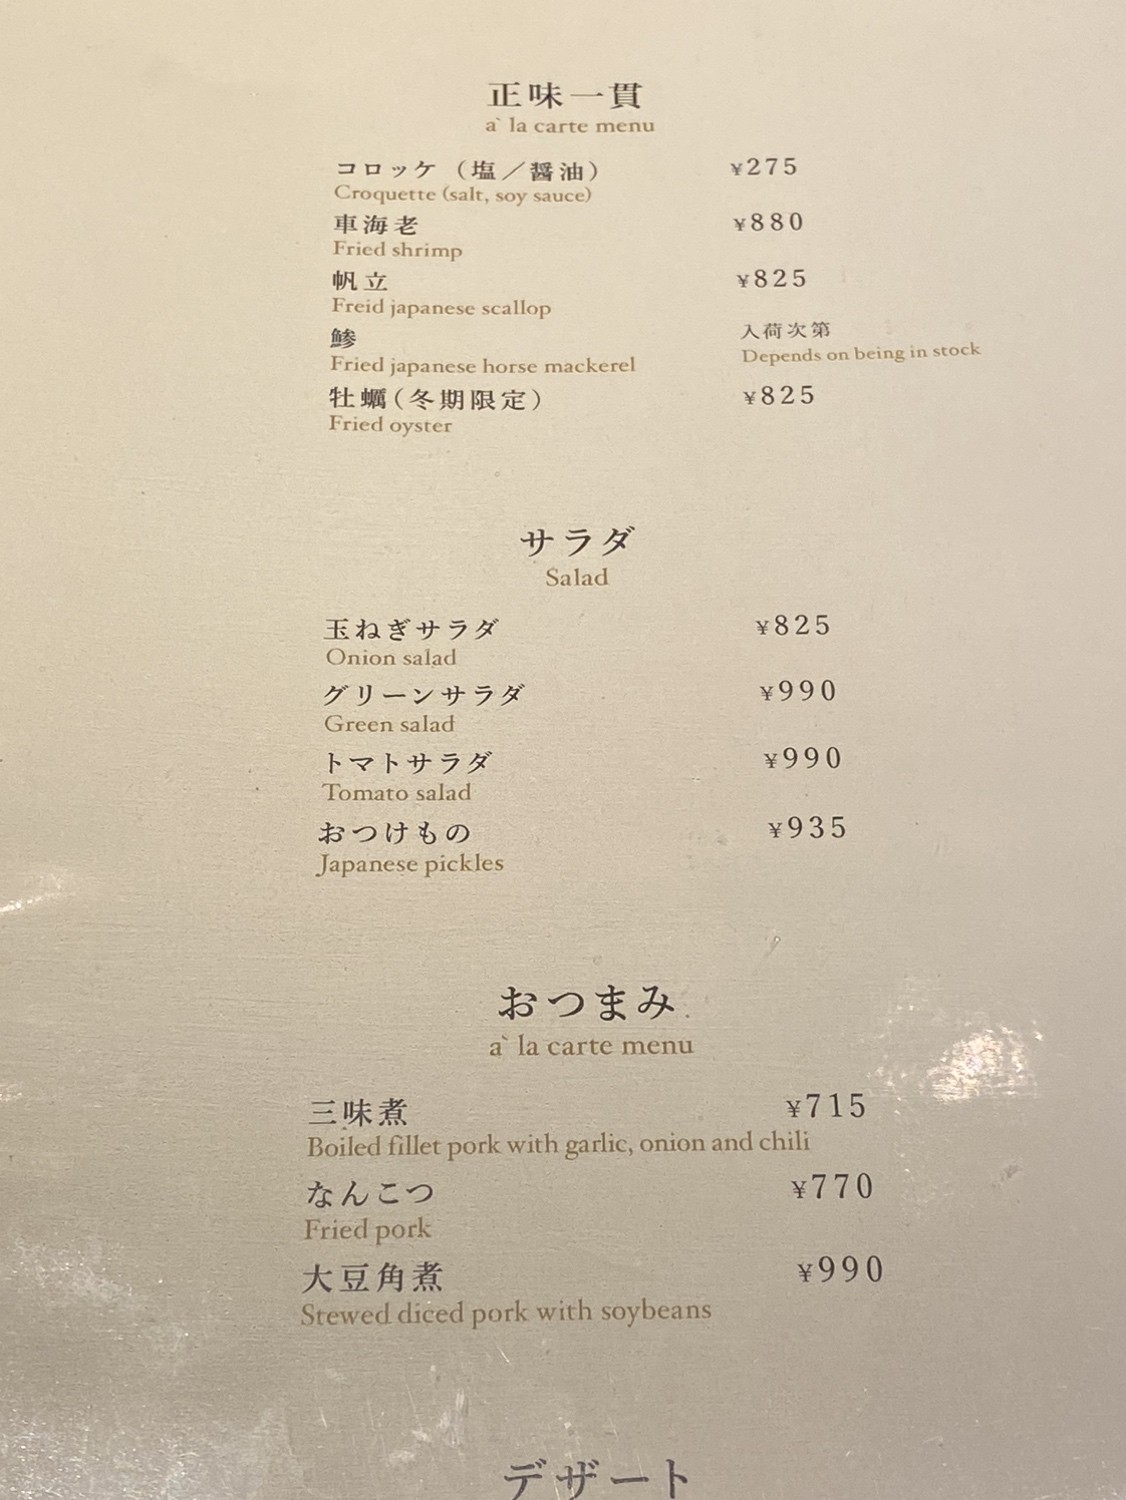 正味一貫
a` la carte menu
コロッケ（塩／醤油） ¥275
Croquette (salt, soy sauce)
車海老 ¥880
Fried shrimp
帆立 ¥825
Freid japanese scallop
鯵 入荷次第
Fried japanese horse mackerel Depends on being in stock
牡蠣（冬期限定） ¥825
Fried oyster
サラダ
Salad
玉ねぎサラダ ¥825
Onion salad
グリーンサラダ ¥990
Green salad
トマトサラダ ¥990
Tomato salad
おつけもの ¥935
Japanese pickles
おつまみ
a` la carte menu
三味煮 ¥715
Boiled fillet pork with garlic, onion and chili
なんこつ ¥770
Fried pork
大豆角煮 ¥990
Stewed diced pork with soybeans
デザート